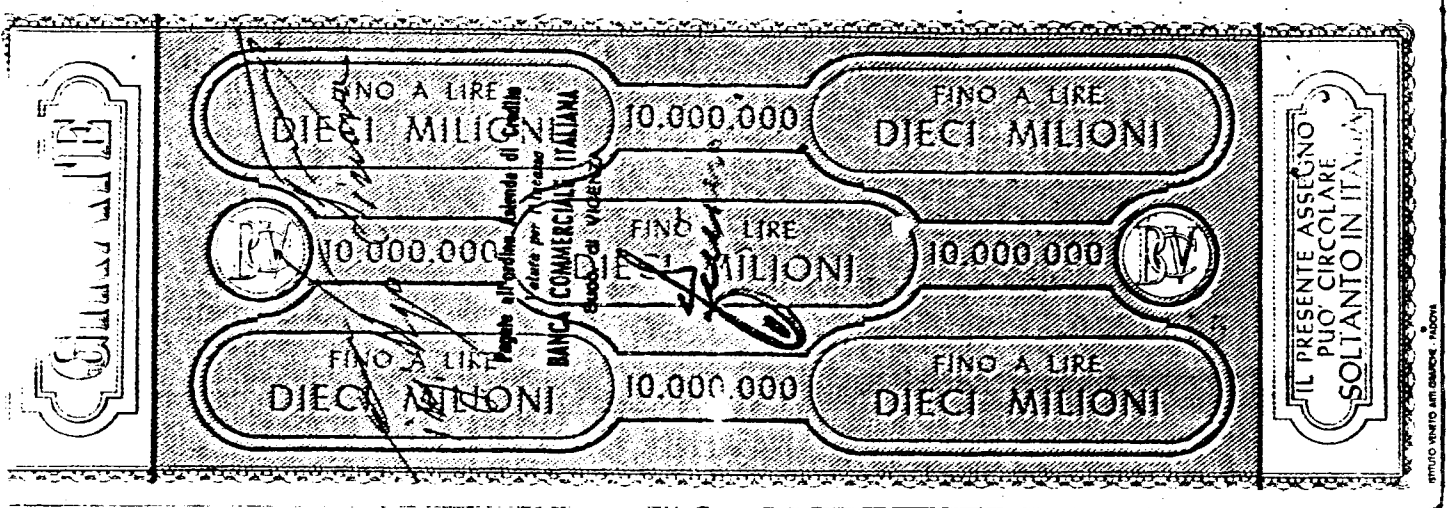 FINO A LIRE
DIECI MILIONI
10.000.000
FINO A LIRE
DIECI MILIONI
10.000.000
FINO A LIRE
DIECI MILIONI
10.000.000
FINO A LIRE
DIECI MILIONI
10.000.000
FINO A LIRE
DIECI MILIONI
Pagate all'ordine Aziende di Credito
Valuta per Incasso
BANCA COMMERCIALE ITALIANA
di VICENZA
IL PRESENTE ASSEGNO
PUO' CIRCOLARE
SOLTANTO IN ITALIA
ISTITUTO VENETO ARTI GRAFICHE - PADOVA